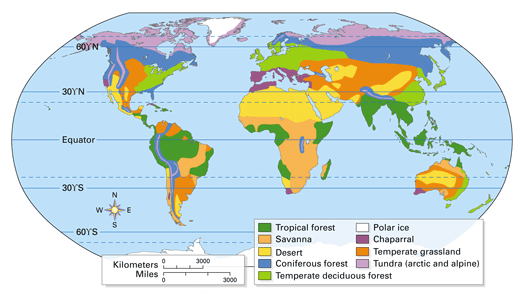 60°N
30°N
Equator
30°S
60°S
N
W E
S
Tropical forest
Savanna
Desert
Coniferous forest
Temperate deciduous forest
Polar ice
Chaparral
Temperate grassland
Tundra (arctic and alpine)
Kilometers 0 3000
Miles 0 3000